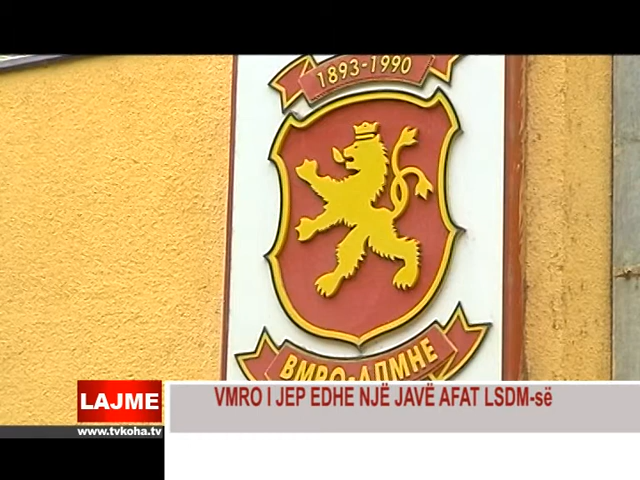 1893-1990
ВМРО-ДПМНЕ
LAJME
VMRO I JEP EDHE NJË JAVË AFAT LSDM-së
www.tvkoha.tv